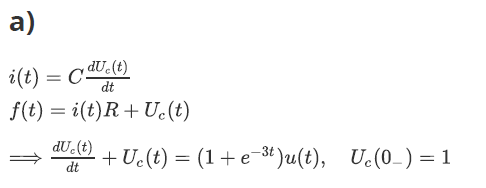 a)
i(t) = C dU_c(t)/dt
f(t) = i(t)R + U_c(t)
⟹ dU_c(t)/dt + U_c(t) = (1 + e^{-3t})u(t), U_c(0_-) = 1